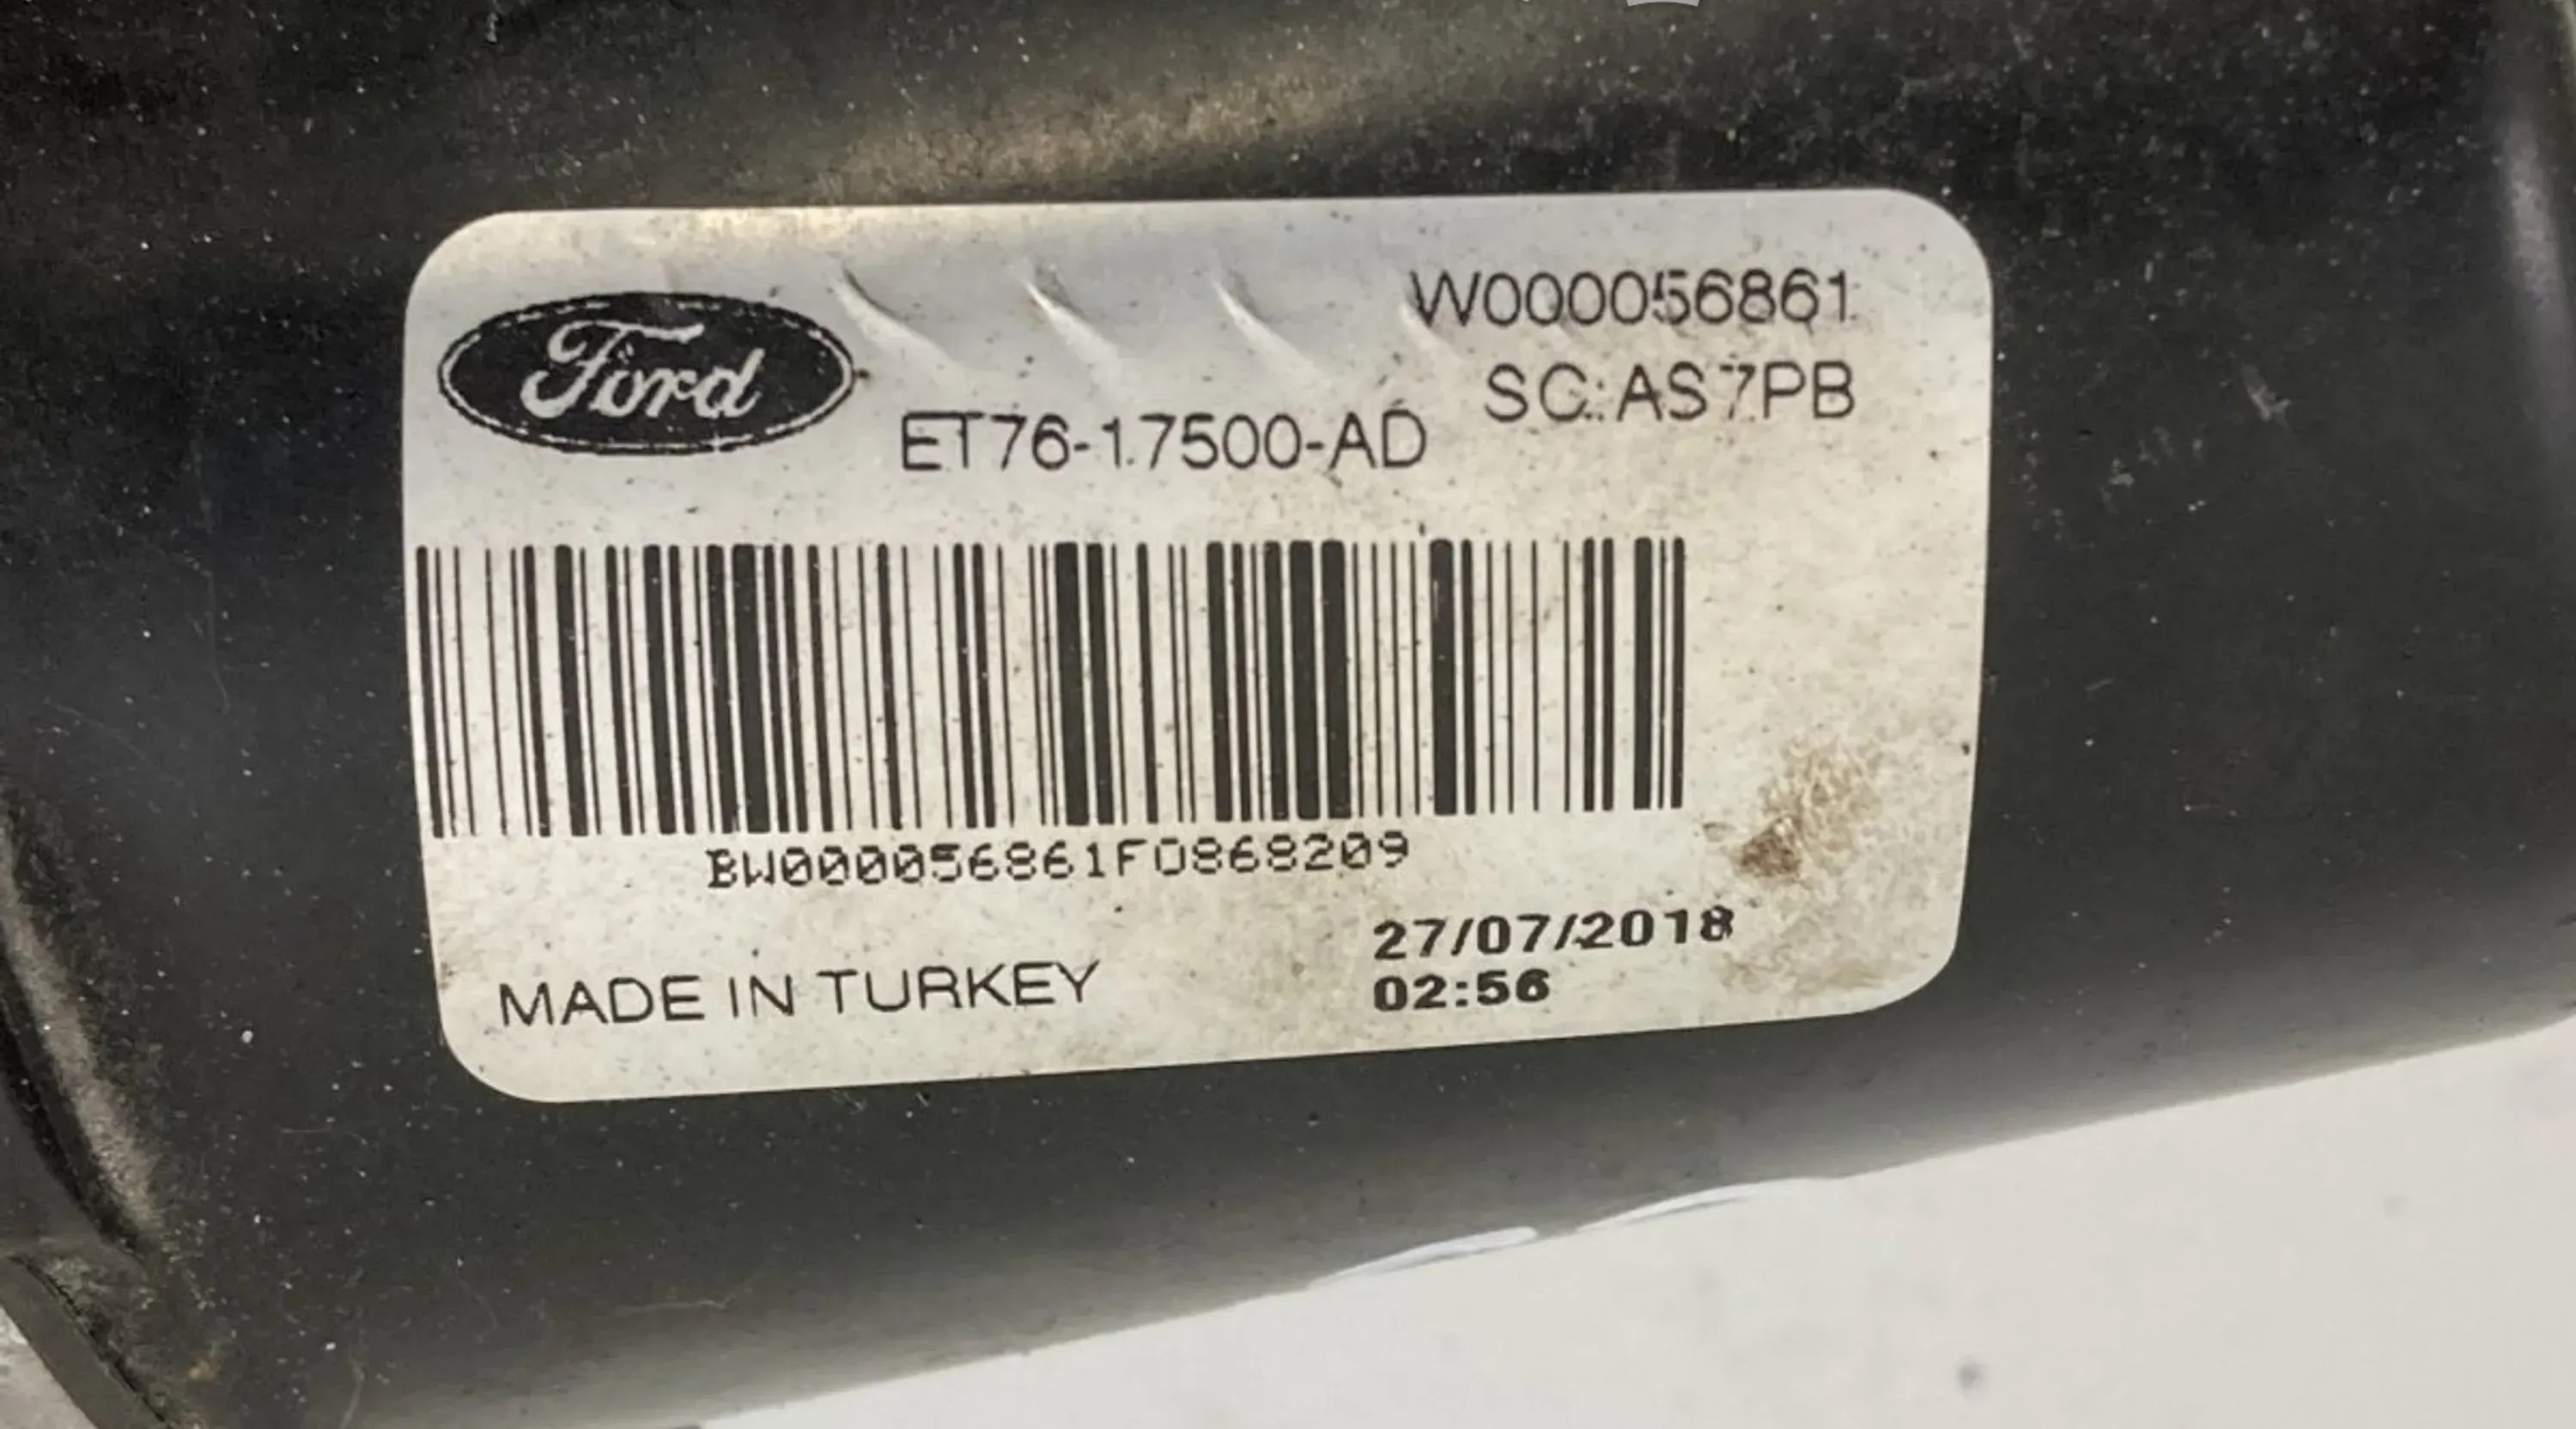 Ford
W000056861
SC:AS7PB
ET76-17500-AD
BW000056861F0868209
27/07/2018
MADE IN TURKEY
02:56